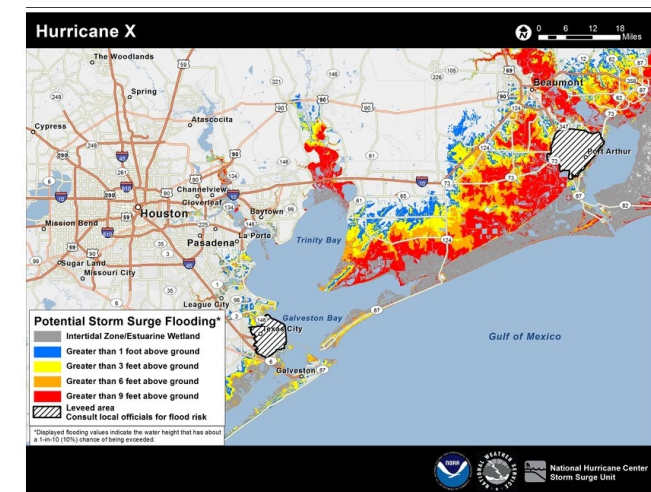 Hurricane X
0 6 12 18
Miles
The Woodlands
Spring
Cypress
Atascocita
Beaumont
Port Arthur
Channelview
Cloverleaf
Houston
Baytown
Mission Bend
Pasadena
La Porte
Trinity Bay
Sugar Land
Missouri City
League City
Galveston Bay
Texas City
Galveston
Gulf of Mexico
Potential Storm Surge Flooding*
Intertidal Zone/Estuarine Wetland
Greater than 1 foot above ground
Greater than 3 feet above ground
Greater than 6 feet above ground
Greater than 9 feet above ground
Leveed area
Consult local officials for flood risk
*Displayed flooding values indicate the water height that has about
a 1-in-10 (10%) chance of being exceeded.
NOAA
National Hurricane Center
Storm Surge Unit